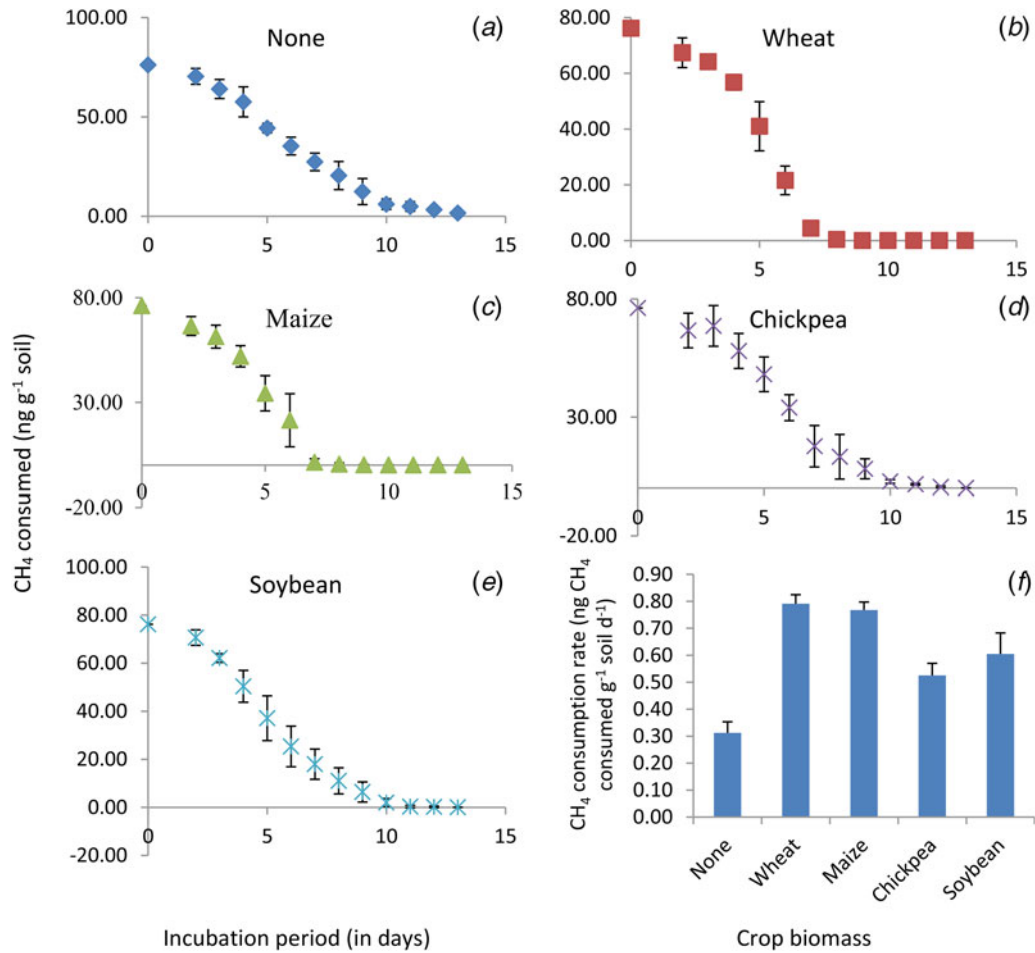 None
(a)
100.00
50.00
0.00
0 5 10 15
Wheat
(b)
80.00
60.00
40.00
20.00
0.00
0 5 10 15
Maize
(c)
80.00
30.00
-20.00
0 5 10 15
Chickpea
(d)
80.00
30.00
-20.00
0 5 10 15
Soybean
(e)
100.00
80.00
60.00
40.00
20.00
0.00
-20.00
0 5 10 15
(f)
0.90
0.80
0.70
0.60
0.50
0.40
0.30
0.20
0.10
0.00
None
Wheat
Maize
Chickpea
Soybean
CH₄ consumption rate (ng CH₄
consumed g⁻¹ soil d⁻¹)
CH₄ consumed (ng g⁻¹ soil)
Incubation period (in days)
Crop biomass